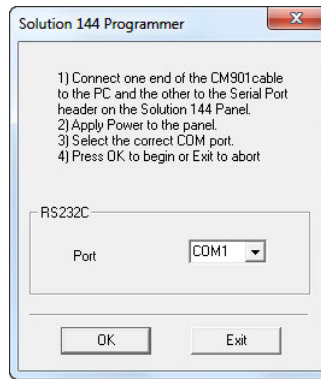 Solution 144 Programmer
1) Connect one end of the CM901cable
to the PC and the other to the Serial Port
header on the Solution 144 Panel.
2) Apply Power to the panel.
3) Select the correct COM port.
4) Press OK to begin or Exit to abort
RS232C
Port
COM1
OK
Exit